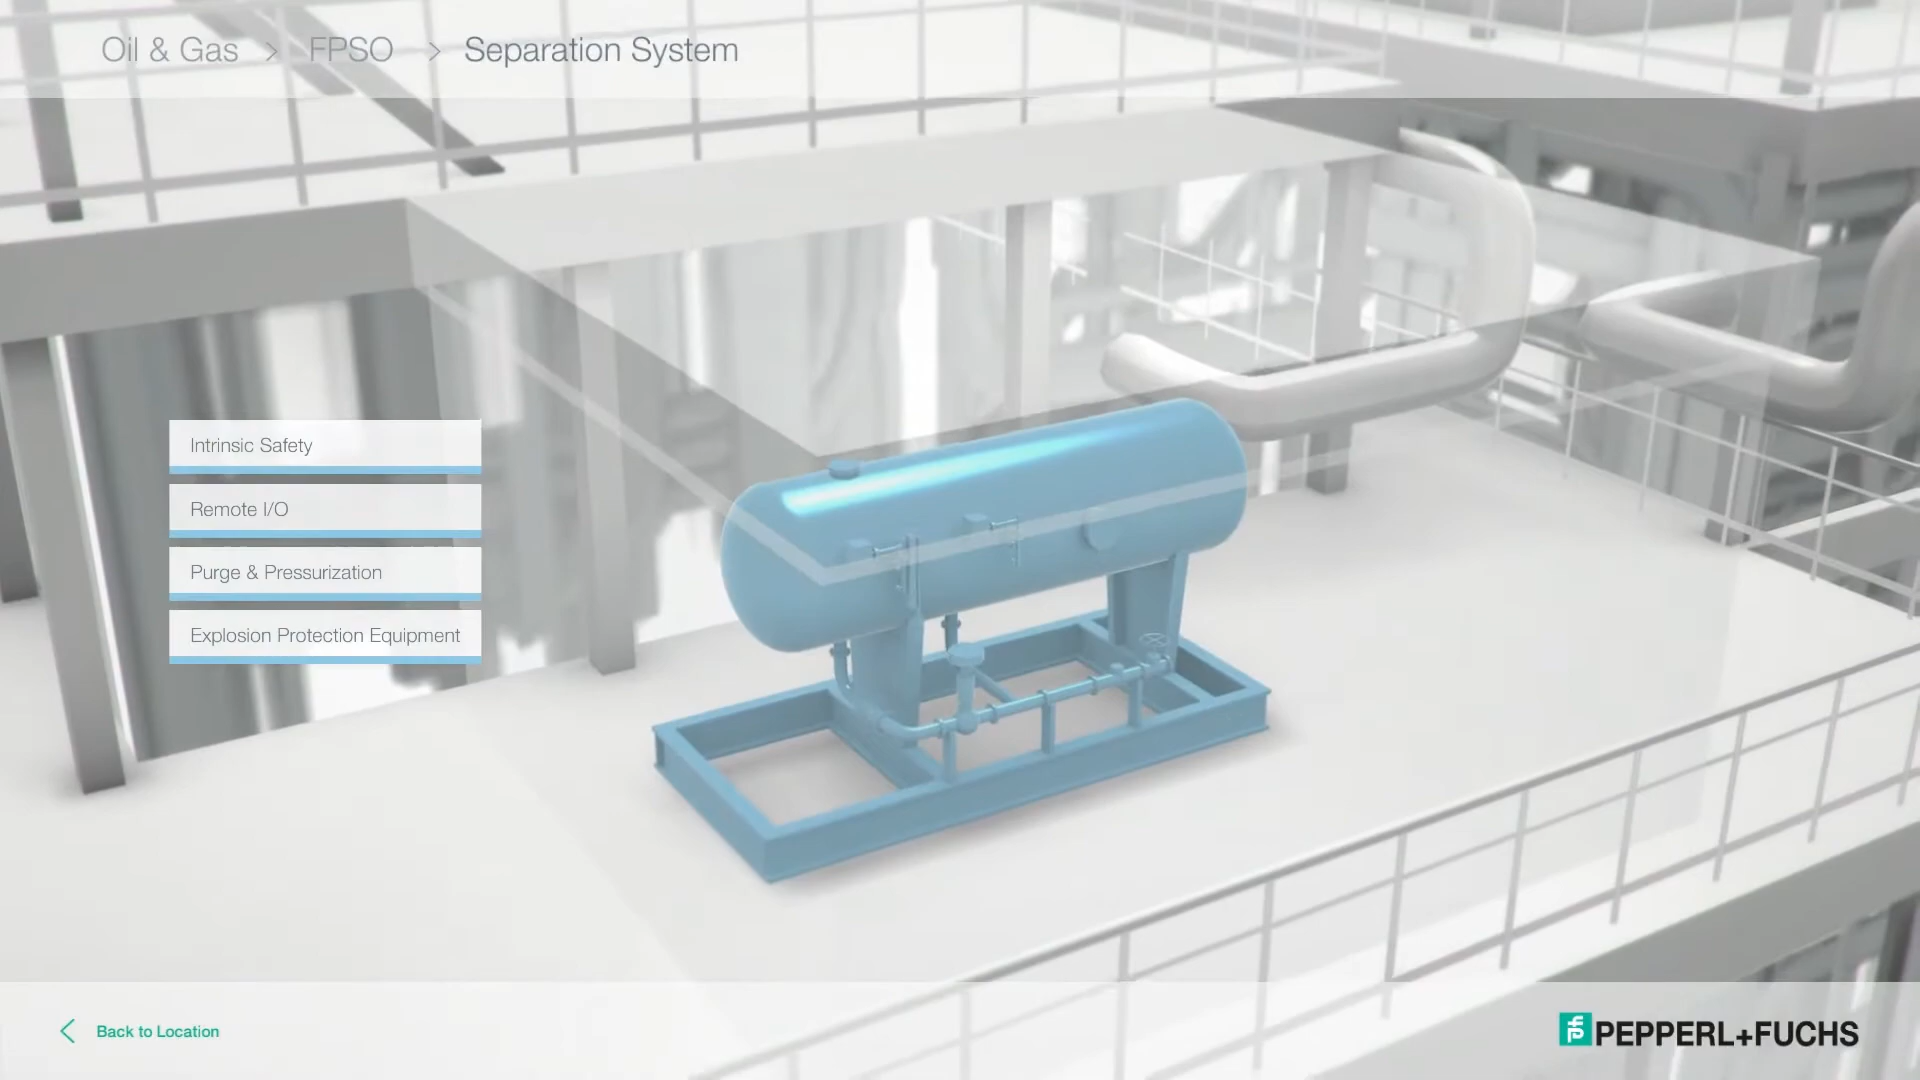 Oil & Gas > FPSO > Separation System
Intrinsic Safety
Remote I/O
Purge & Pressurization
Explosion Protection Equipment
Back to Location
PEPPERL+FUCHS